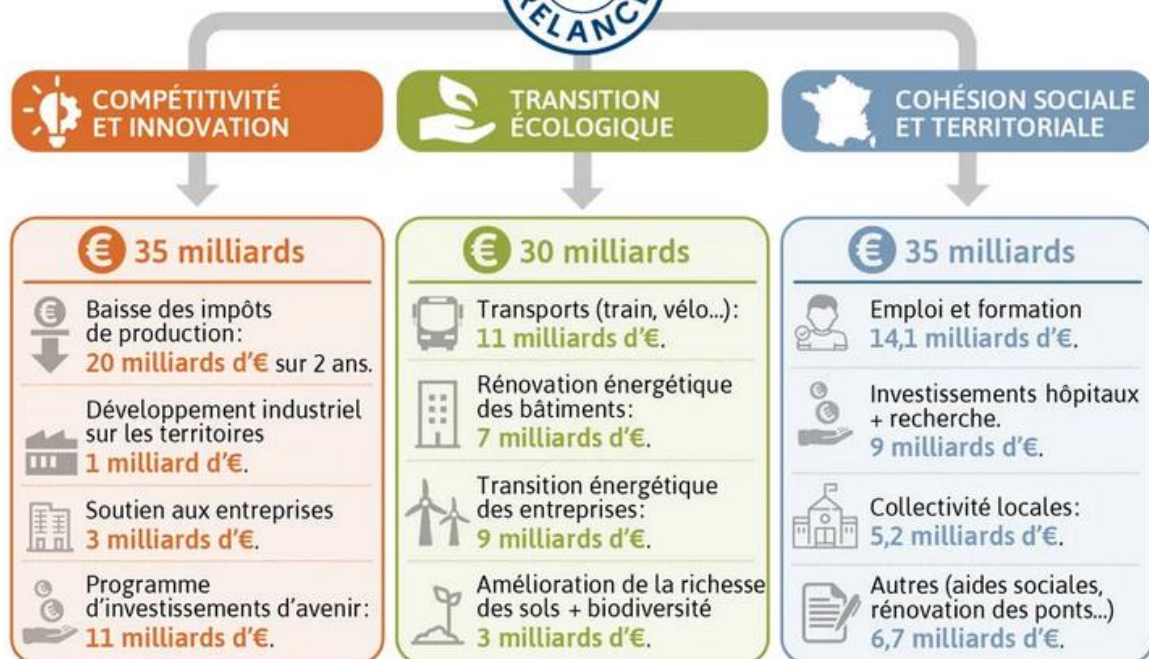 RELANCE
COMPÉTITIVITÉ
ET INNOVATION
€ 35 milliards
Baisse des impôts
de production:
20 milliards d'€ sur 2 ans.
Développement industriel
sur les territoires
1 milliard d'€.
Soutien aux entreprises
3 milliards d'€.
Programme
d'investissements d'avenir:
11 milliards d'€.
TRANSITION
ÉCOLOGIQUE
€ 30 milliards
Transports (train, vélo...):
11 milliards d'€.
Rénovation énergétique
des bâtiments:
7 milliards d'€.
Transition énergétique
des entreprises:
9 milliards d'€.
Amélioration de la richesse
des sols + biodiversité
3 milliards d'€.
COHÉSION SOCIALE
ET TERRITORIALE
€ 35 milliards
Emploi et formation
14,1 milliards d'€.
Investissements hôpitaux
+ recherche.
9 milliards d'€.
Collectivité locales:
5,2 milliards d'€.
Autres (aides sociales,
rénovation des ponts...)
6,7 milliards d'€.